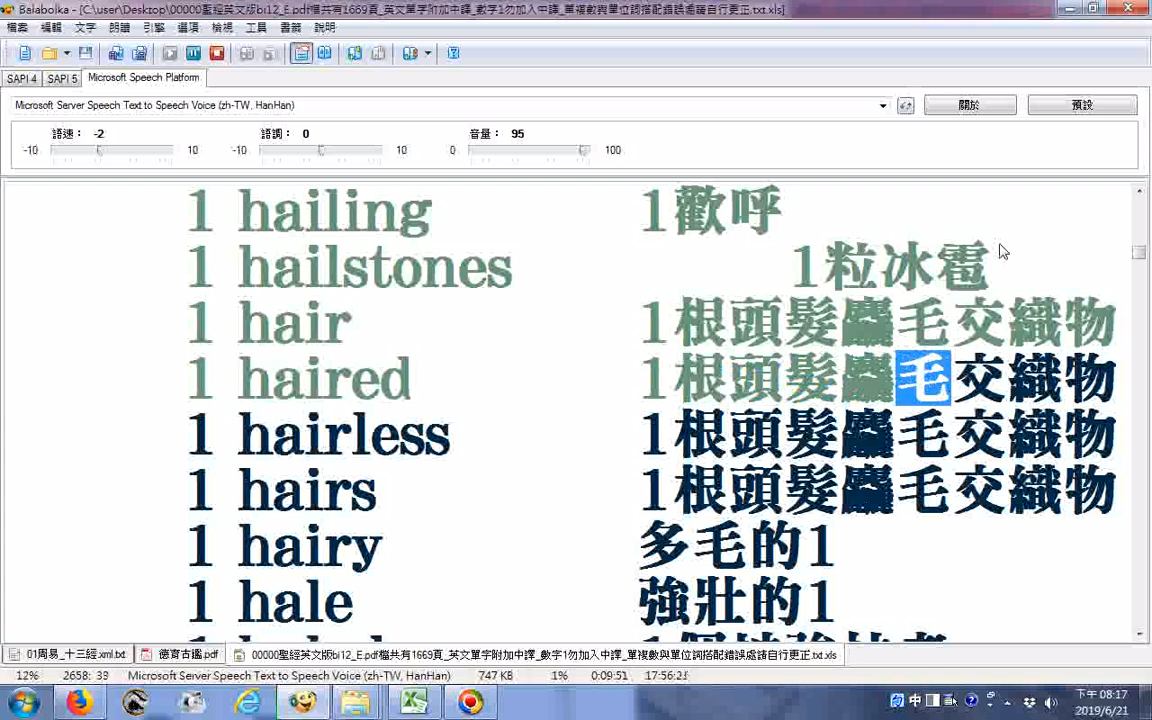 Balabolka - [C:\user\Desktop\00000聖經英文版bi12_E.pdf檔共有1669頁_英文單字附加中譯_數字1勿加入中譯_單複數與單位詞搭配錯誤處請自行更正.txt.xls]
檔案 編輯 文字 朗讀 引擎 選項 檢視 工具 書籤 說明
SAPI 4 SAPI 5 Microsoft Speech Platform
Microsoft Server Speech Text to Speech Voice (zh-TW, HanHan) 關於 預設
語速： -2 語調： 0 音量： 95
-10 10 -10 10 0 100
1 hailing 1歡呼
1 hailstones 1粒冰雹
1 hair 1根頭髮毛交織物
1 haired 1根頭髮毛交織物
1 hairless 1根頭髮毛交織物
1 hairs 1根頭髮毛交織物
1 hairy 多毛的1
1 hale 強壯的1
01周易_十三經.xml.txt 德育古鑑.pdf 00000聖經英文版bi12_E.pdf檔共有1669頁_英文單字附加中譯_數字1勿加入中譯_單複數與單位詞搭配錯誤處請自行更正.txt.xls
12% 2658: 33 Microsoft Server Speech Text to Speech Voice (zh-TW, HanHan) 747 KB 1% 0:09:51 17:56:2
中 下午 08:17
2019/6/21